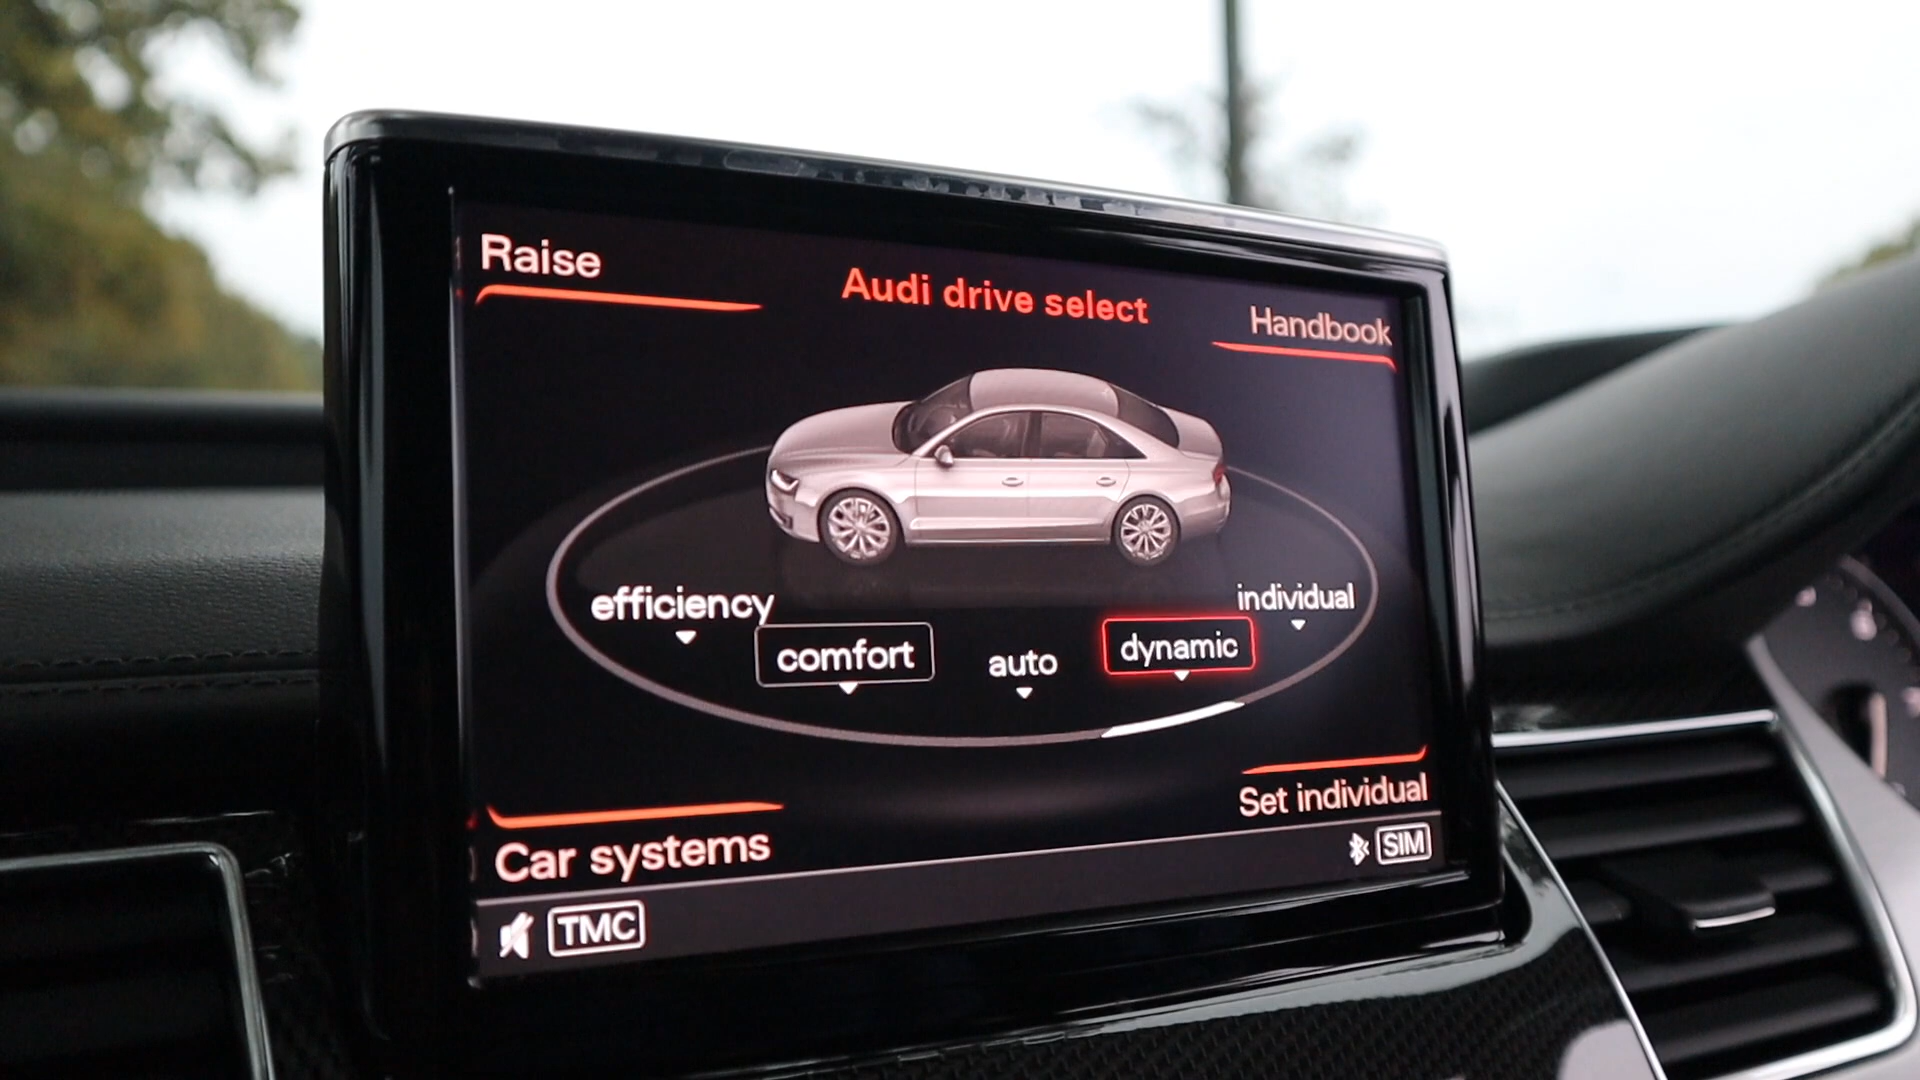 Raise
Audi drive select
Handbook
efficiency
comfort
auto
dynamic
individual
Set individual
Car systems
SIM
TMC